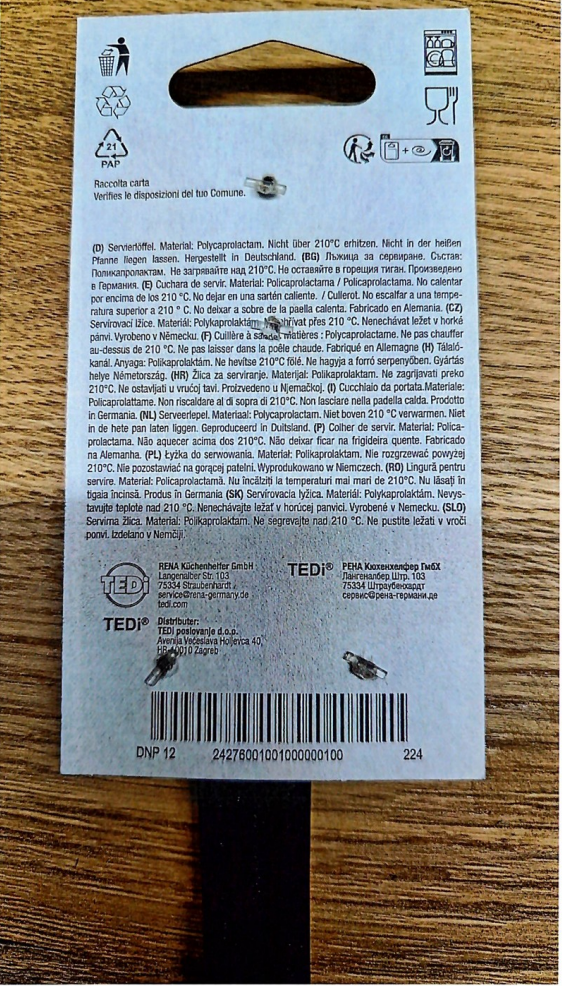 21
PAP
Raccolta carta
Verifies le disposizioni del tuo Comune.
(D) Servierlöffel. Material: Polycaprolactam. Nicht über 210°C erhitzen. Nicht in der heißen
Pfanne liegen lassen. Hergestellt in Deutschland. (BG) Лъжица за сервиране. Състав:
Поликапролактам. Не загрявайте над 210°C. Не оставяйте в горещия тиган. Произведено
в Германия. (E) Cuchara de servir. Material: Policaprolactama / Policaprolactama. No calentar
por encima de los 210 °C. No dejar en una sartén caliente. / Cullerot. No escalfar a una tempe-
ratura superior a 210 ° C. No deixar a sobre de la paella calenta. Fabricado en Alemania. (CZ)
Servírovací lžíce. Materiál: Polykaprolaktám. přes 210 °C. Nenechávat ležet v horké
pánvi. Vyrobeno v Německu. (F) Cuillère à matières : Polycaprolactame. Ne pas chauffer
au-dessus de 210 °C. Ne pas laisser dans la poêle chaude. Fabriqué en Allemagne (H) Tálaló-
kanál. Anyaga: Polikaprolaktám. Ne hevítse 210°C fölé. Ne hagyja a forró serpenyőben. Gyártás
helye Németország. (HR) Žlica za serviranje. Materijal: Polikaprolaktam. Ne zagrijavati preko
210°C. Ne ostavljati u vrućoj tavi. Proizvedeno u Njemačkoj. (I) Cucchiaio da portata.Materiale:
Policaprolattame. Non riscaldare al di sopra di 210°C. Non lasciare nella padella calda. Prodotto
in Germania. (NL) Serveerlepel. Materiaal: Polycaprolactam. Niet boven 210 °C verwarmen. Niet
in de hete pan laten liggen. Geproduceerd in Duitsland. (P) Colher de servir. Material: Polica-
prolactama. Não aquecer acima dos 210°C. Não deixar ficar na frigideira quente. Fabricado
na Alemanha. (PL) Łyżka do serwowania. Materiał: Polikaprolaktam. Nie rozgrzewać powyżej
210°C. Nie pozostawiać na gorącej patelni. Wyprodukowano w Niemczech. (RO) Lingură pentru
servire. Material: Policaprolactamă. Nu încălziți la temperaturi mai mari de 210°C. Nu lăsați în
tigaia încinsă. Produs în Germania (SK) Servírovacia lyžica. Materiál: Polykaprolaktám. Nevys-
tavujte teplote nad 210 °C. Nenechávajte ležať v horúcej panvici. Vyrobené v Nemecku. (SLO)
Servirna žlica. Material: Polikaprolaktam. Ne segrevajte nad 210 °C. Ne pustite ležati v vroči
ponvi. Izdelano v Nemčiji.
TEDi
RENA Küchenhelfer GmbH
Langenalber Str. 103
75334 Straubenhardt
service@rena-germany.de
tedi.com
TEDi®
РЕНА Кюхенхелфер ГмбХ
Лангеналбер Штр. 103
75334 Штраубенхардт
сервис@рена-германи.де
TEDi®
Distributer:
TEDI poslovanje d.o.o.
Avenija Većeslava Holjevca 40,
HR-10010 Zagreb
DNP 12 24276001001000000100 224